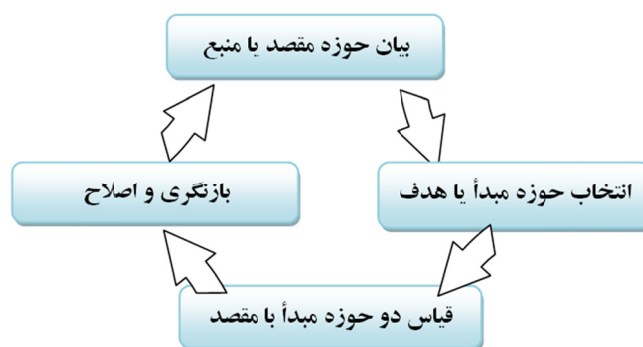 بیان حوزه مقصد یا منبع
انتخاب حوزه مبدأ یا هدف
قیاس دو حوزه مبدأ با مقصد
بازنگری و اصلاح